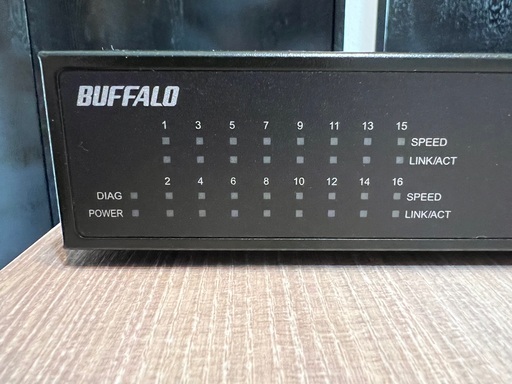 BUFFALO
1 3 5 7 9 11 13 15
SPEED
LINK/ACT
2 4 6 8 10 12 14 16
DIAG SPEED
POWER LINK/ACT